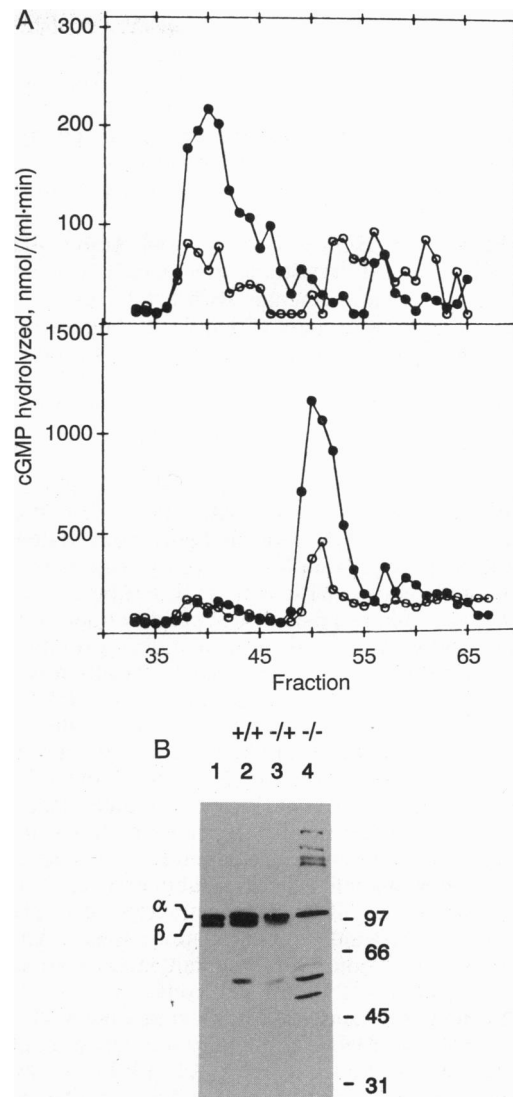 A
300
200
100
1500
1000
500
cGMP hydrolyzed, nmol/(ml·min)
35 45 55 65
Fraction
B
+/+ -/+ -/-
1 2 3 4
α
β
- 97
- 66
- 45
- 31